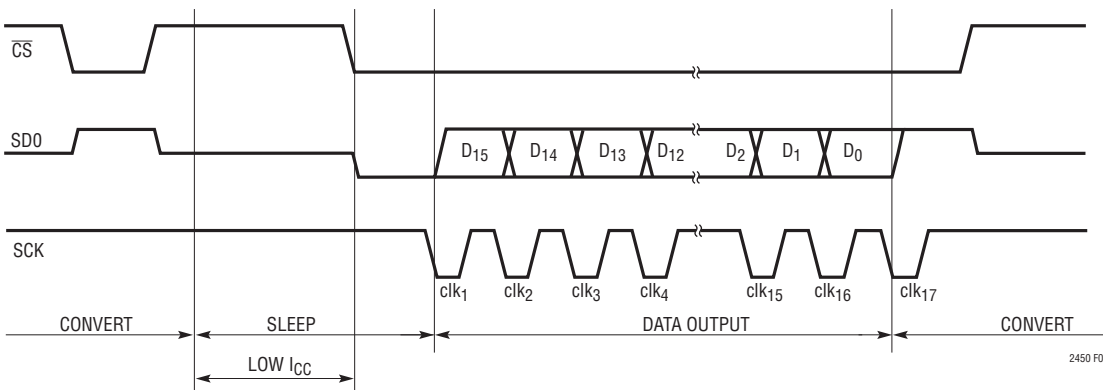 CS
SD0
D15 D14 D13 D12 D2 D1 D0
SCK
clk1 clk2 clk3 clk4 clk15 clk16 clk17
CONVERT SLEEP DATA OUTPUT CONVERT
LOW ICC
2450 F0